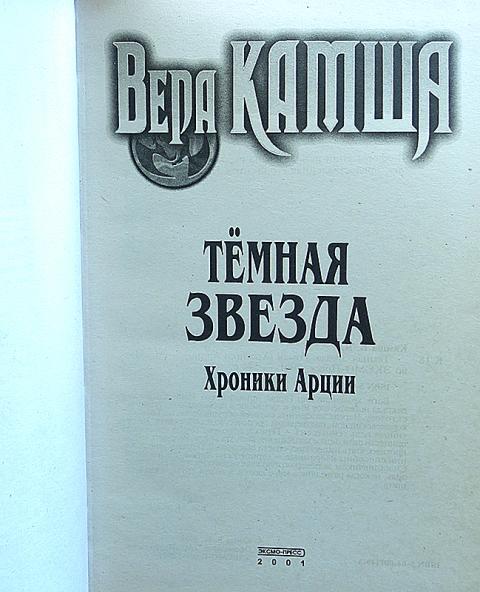 ВЕРА КАМША
ТЁМНАЯ
ЗВЕЗДА
Хроники Арции
ЭКСМО-ПРЕСС
2001